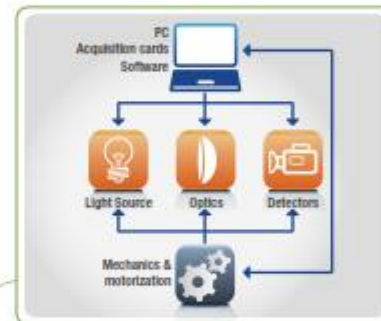 PC
Acquisition cards
Software
Light Source
Optics
Detectors
Mechanics &
motorization